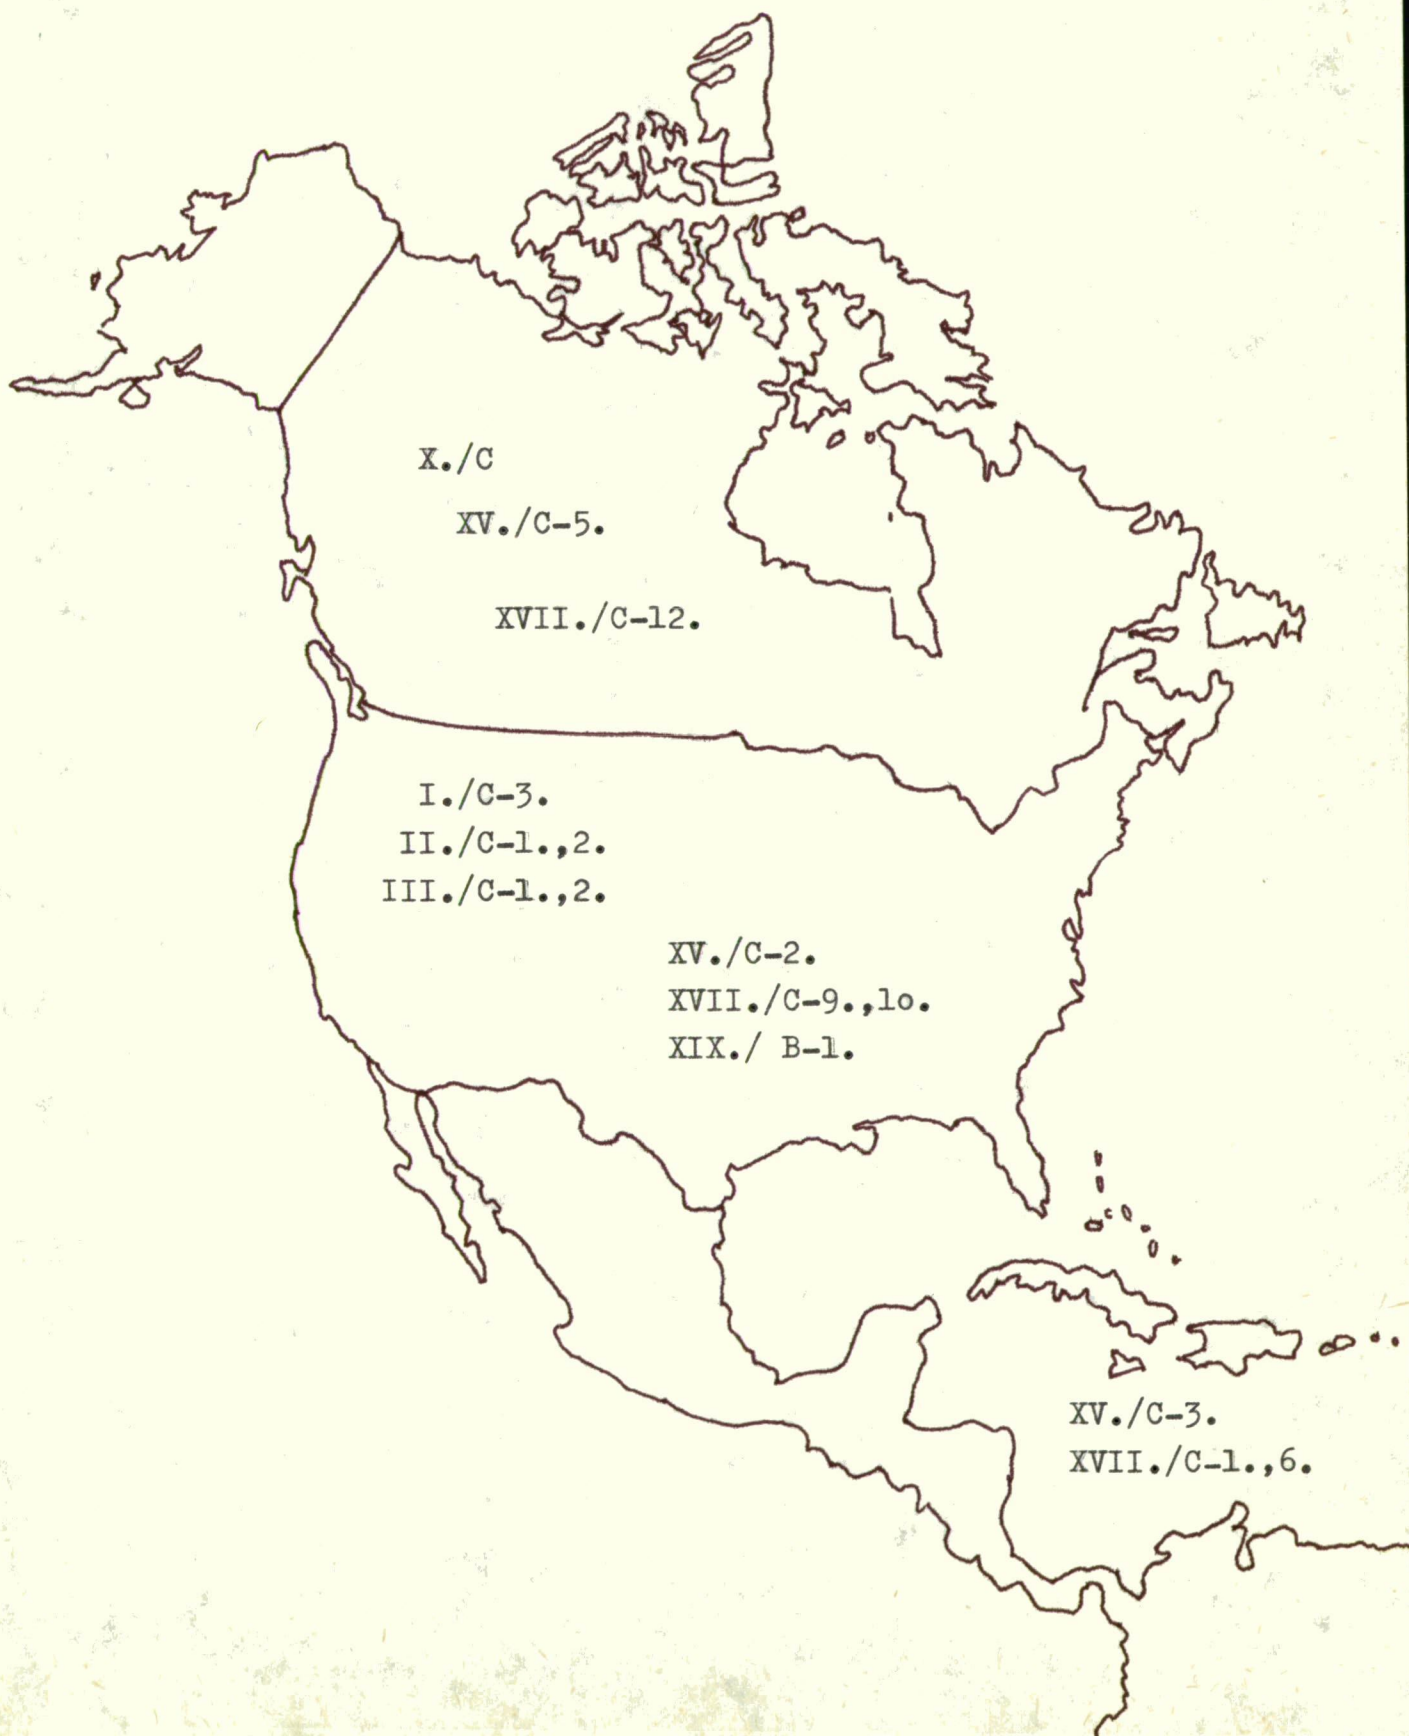 X./C
XV./C-5.
XVII./C-12.
I./C-3.
II./C-1.,2.
III./C-1.,2.
XV./C-2.
XVII./C-9.,lo.
XIX./ B-1.
XV./C-3.
XVII./C-1.,6.